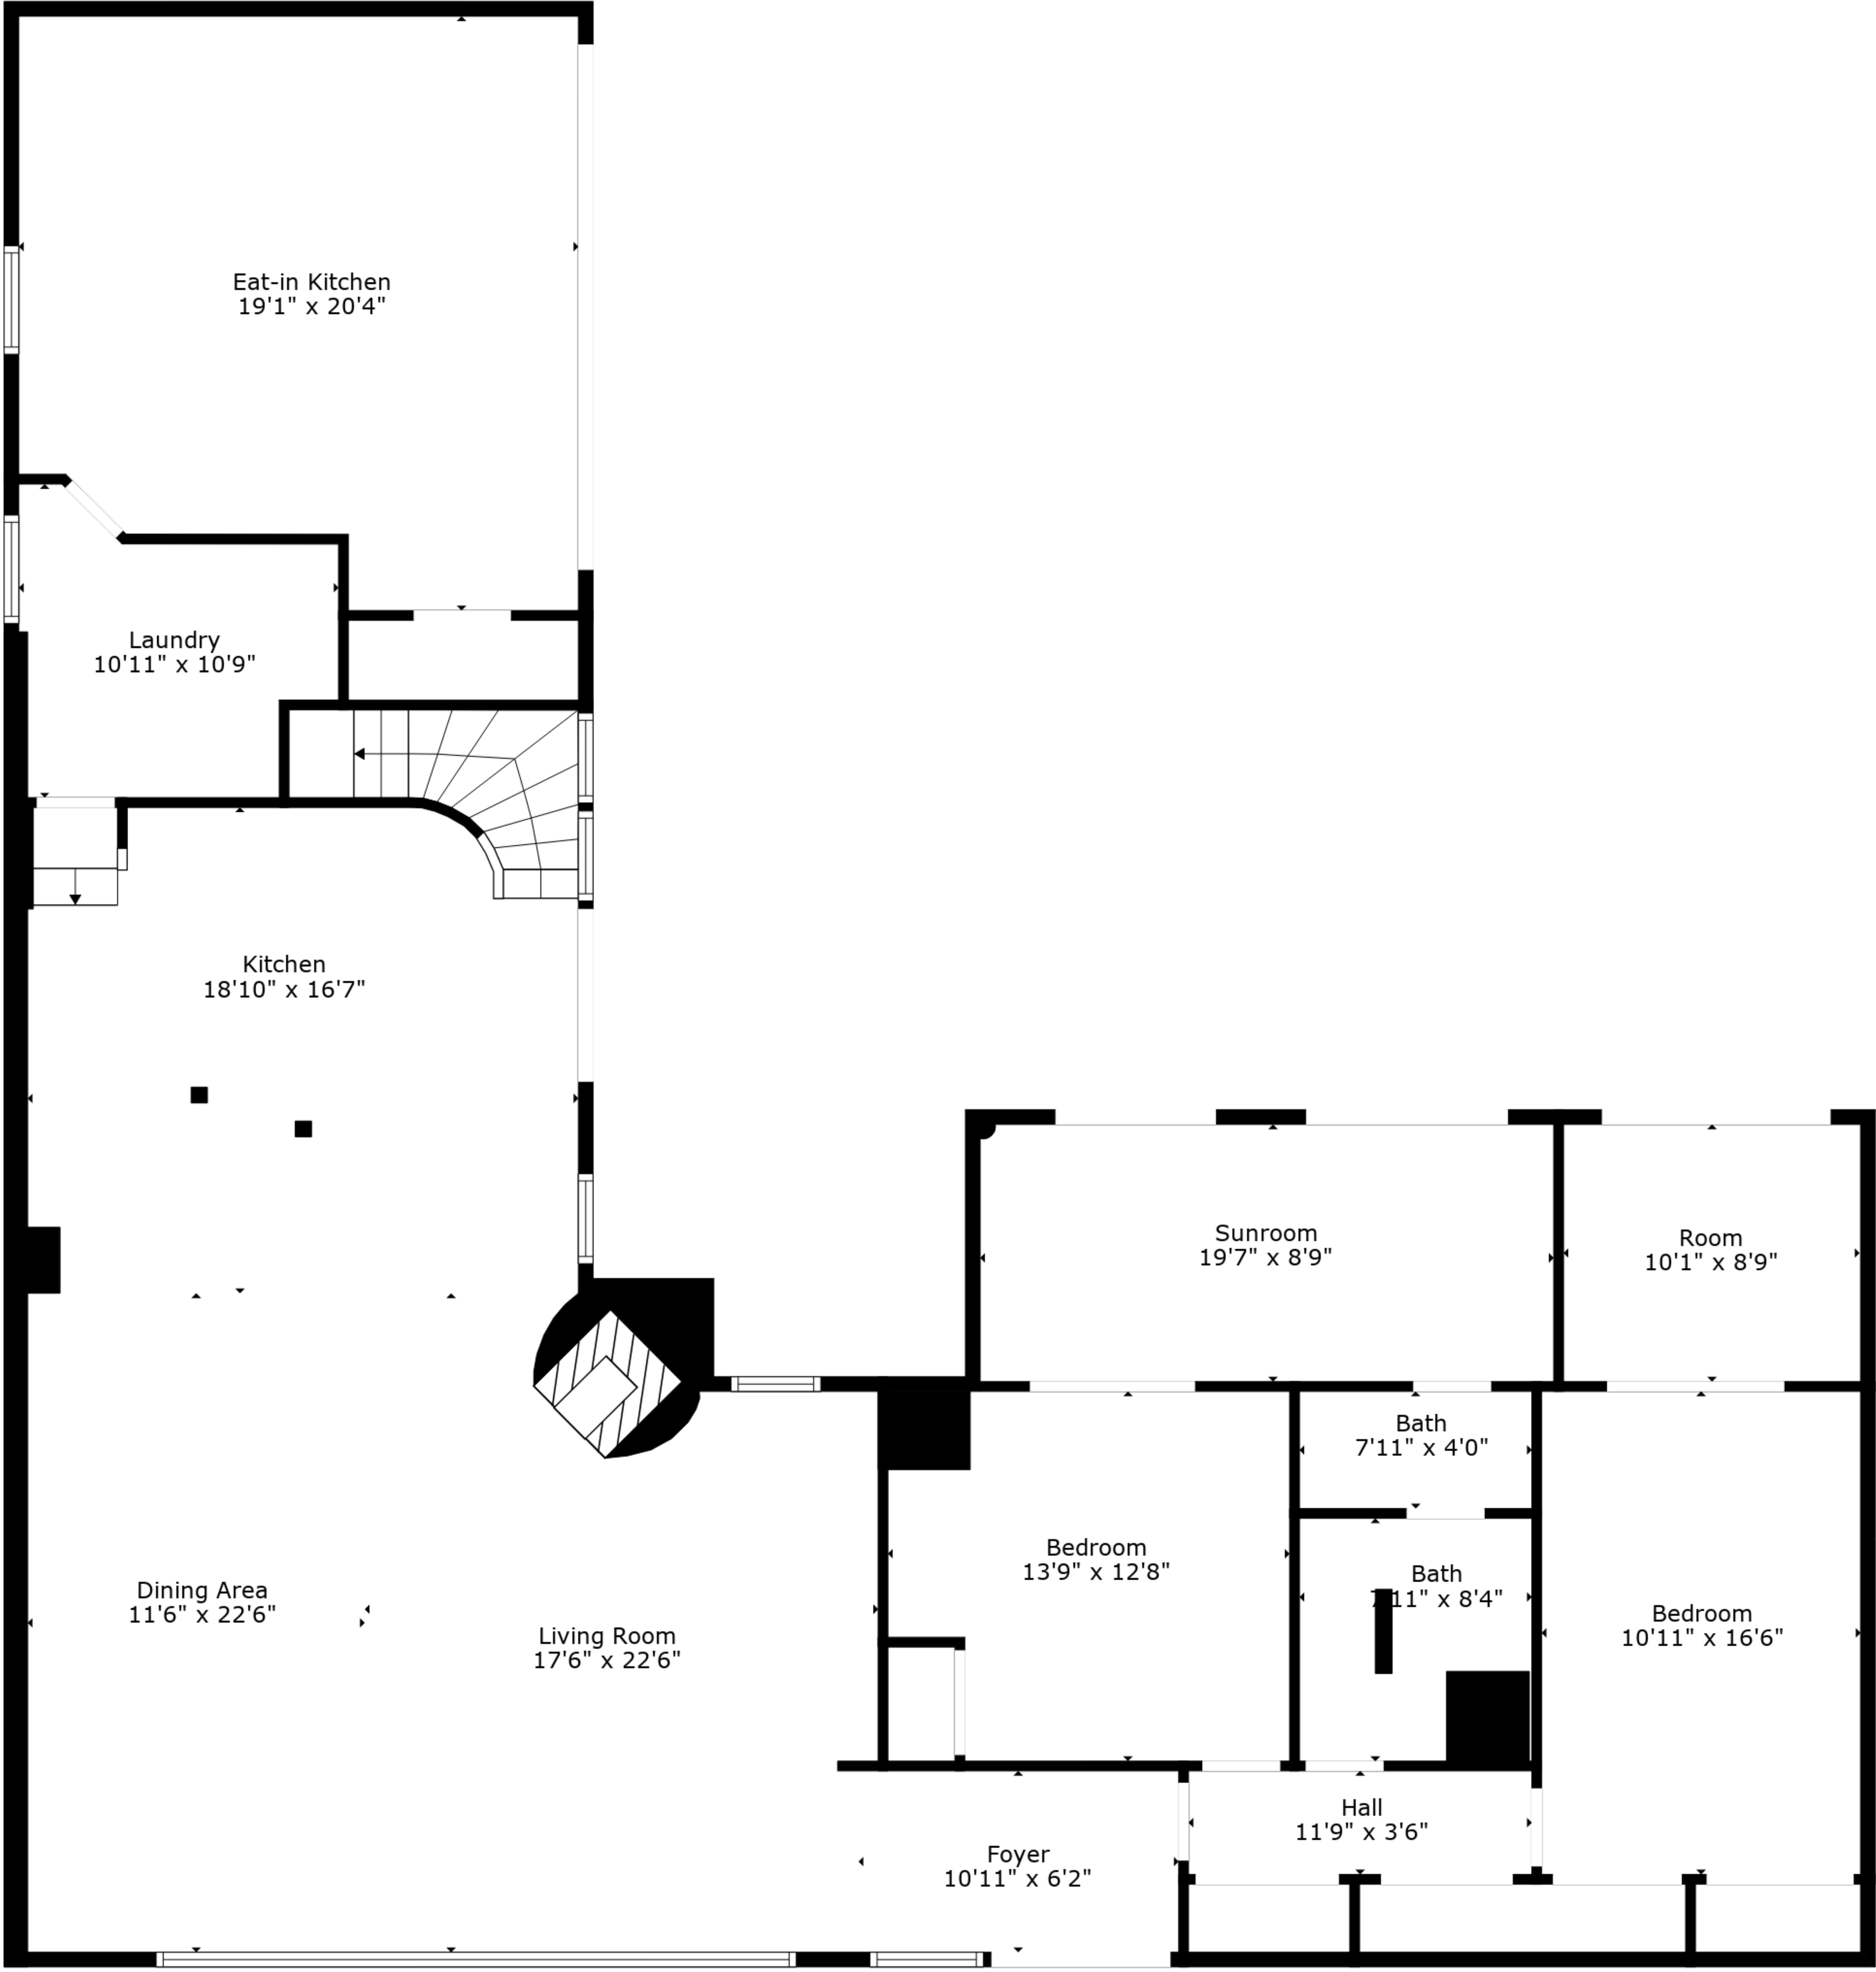 Eat-in Kitchen
19'1" x 20'4"
Laundry
10'11" x 10'9"
Kitchen
18'10" x 16'7"
Sunroom
19'7" x 8'9"
Room
10'1" x 8'9"
Bath
7'11" x 4'0"
Bedroom
13'9" x 12'8"
Bath
7'11" x 8'4"
Dining Area
11'6" x 22'6"
Living Room
17'6" x 22'6"
Bedroom
10'11" x 16'6"
Hall
11'9" x 3'6"
Foyer
10'11" x 6'2"